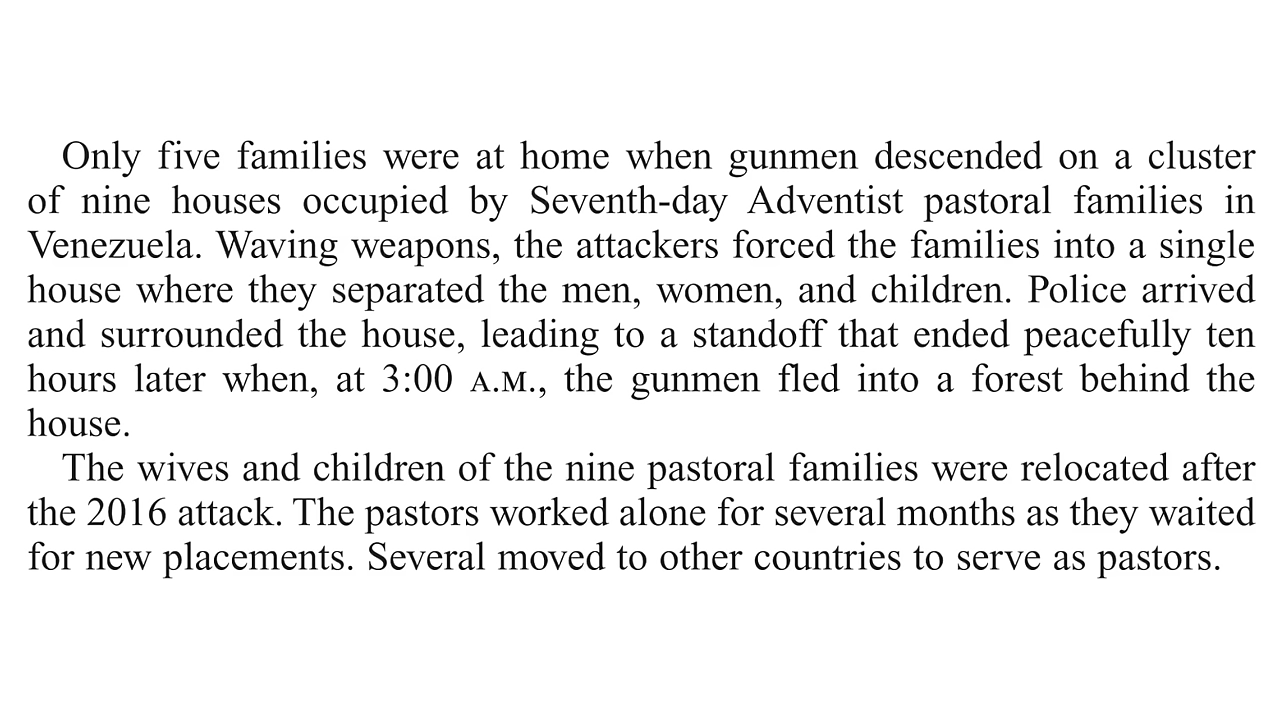 Only five families were at home when gunmen descended on a cluster
of nine houses occupied by Seventh-day Adventist pastoral families in
Venezuela. Waving weapons, the attackers forced the families into a single
house where they separated the men, women, and children. Police arrived
and surrounded the house, leading to a standoff that ended peacefully ten
hours later when, at 3:00 A.M., the gunmen fled into a forest behind the
house.
The wives and children of the nine pastoral families were relocated after
the 2016 attack. The pastors worked alone for several months as they waited
for new placements. Several moved to other countries to serve as pastors.